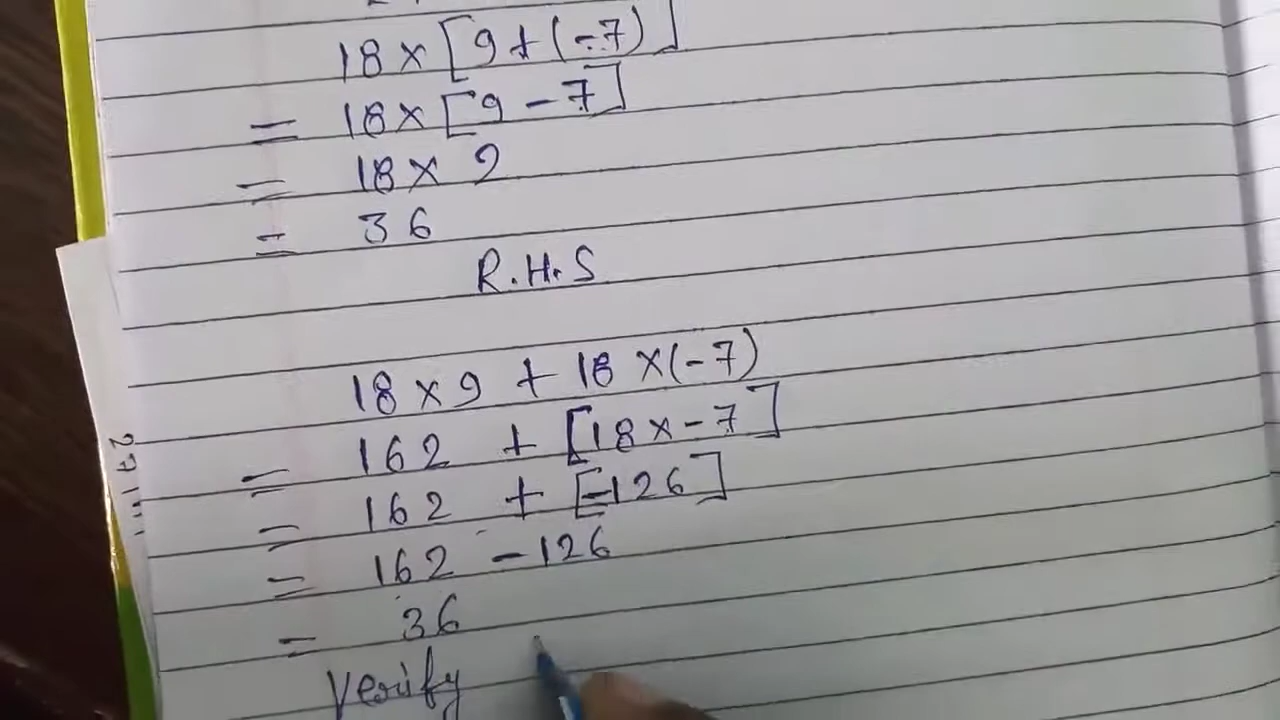 18 × [9 + (-7)]
= 18 × [9 - 7]
= 18 × 2
= 36
R.H.S
18 × 9 + 18 × (-7)
= 162 + [18 × -7]
= 162 + [-126]
= 162 - 126
= 36
Verify